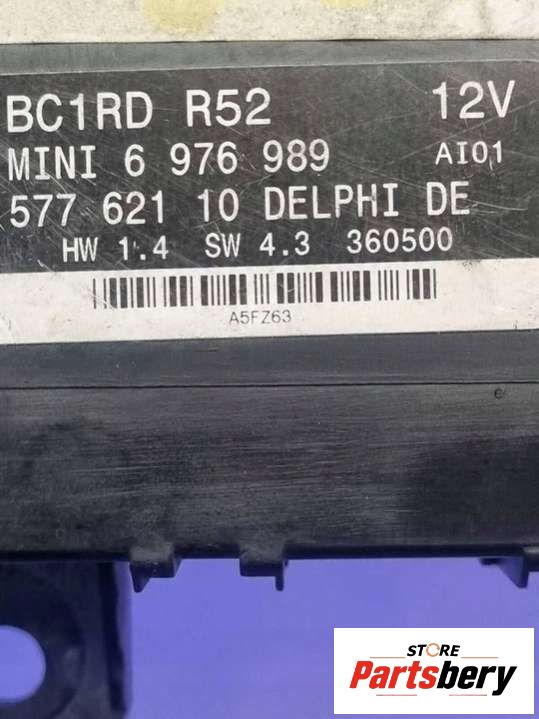 BC1RD R52 12V
MINI 6 976 989 AI01
577 621 10 DELPHI DE
HW 1.4 SW 4.3 360500
A5FZ63
STORE
Partsbery